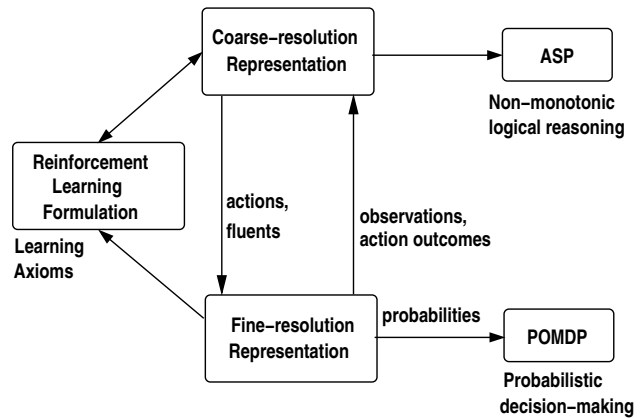 Coarse−resolution
Representation
ASP
Non−monotonic
logical reasoning
Reinforcement
Learning
Formulation
Learning
Axioms
actions,
fluents
observations,
action outcomes
Fine−resolution
Representation
probabilities
POMDP
Probabilistic
decision−making